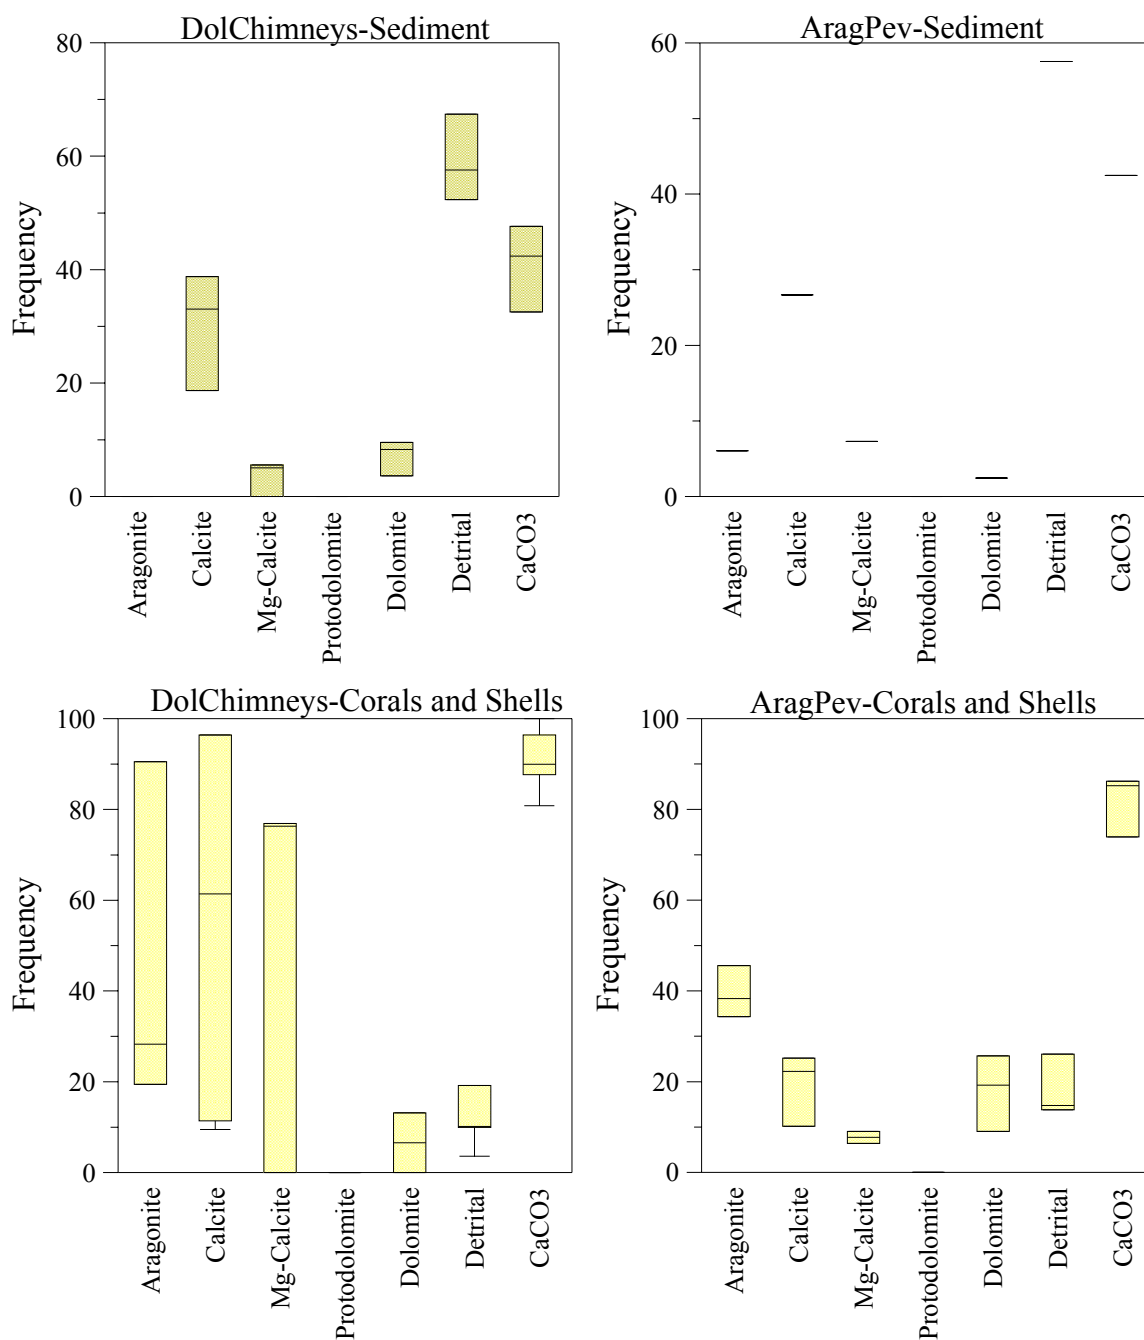 DolChimneys-Sediment
80
60
40
20
0
Frequency
Aragonite
Calcite
Mg-Calcite
Protodolomite
Dolomite
Detrital
CaCO3
AragPev-Sediment
60
40
20
0
Frequency
Aragonite
Calcite
Mg-Calcite
Protodolomite
Dolomite
Detrital
CaCO3
DolChimneys-Corals and Shells
100
80
60
40
20
0
Frequency
Aragonite
Calcite
Mg-Calcite
Protodolomite
Dolomite
Detrital
CaCO3
AragPev-Corals and Shells
100
80
60
40
20
0
Frequency
Aragonite
Calcite
Mg-Calcite
Protodolomite
Dolomite
Detrital
CaCO3